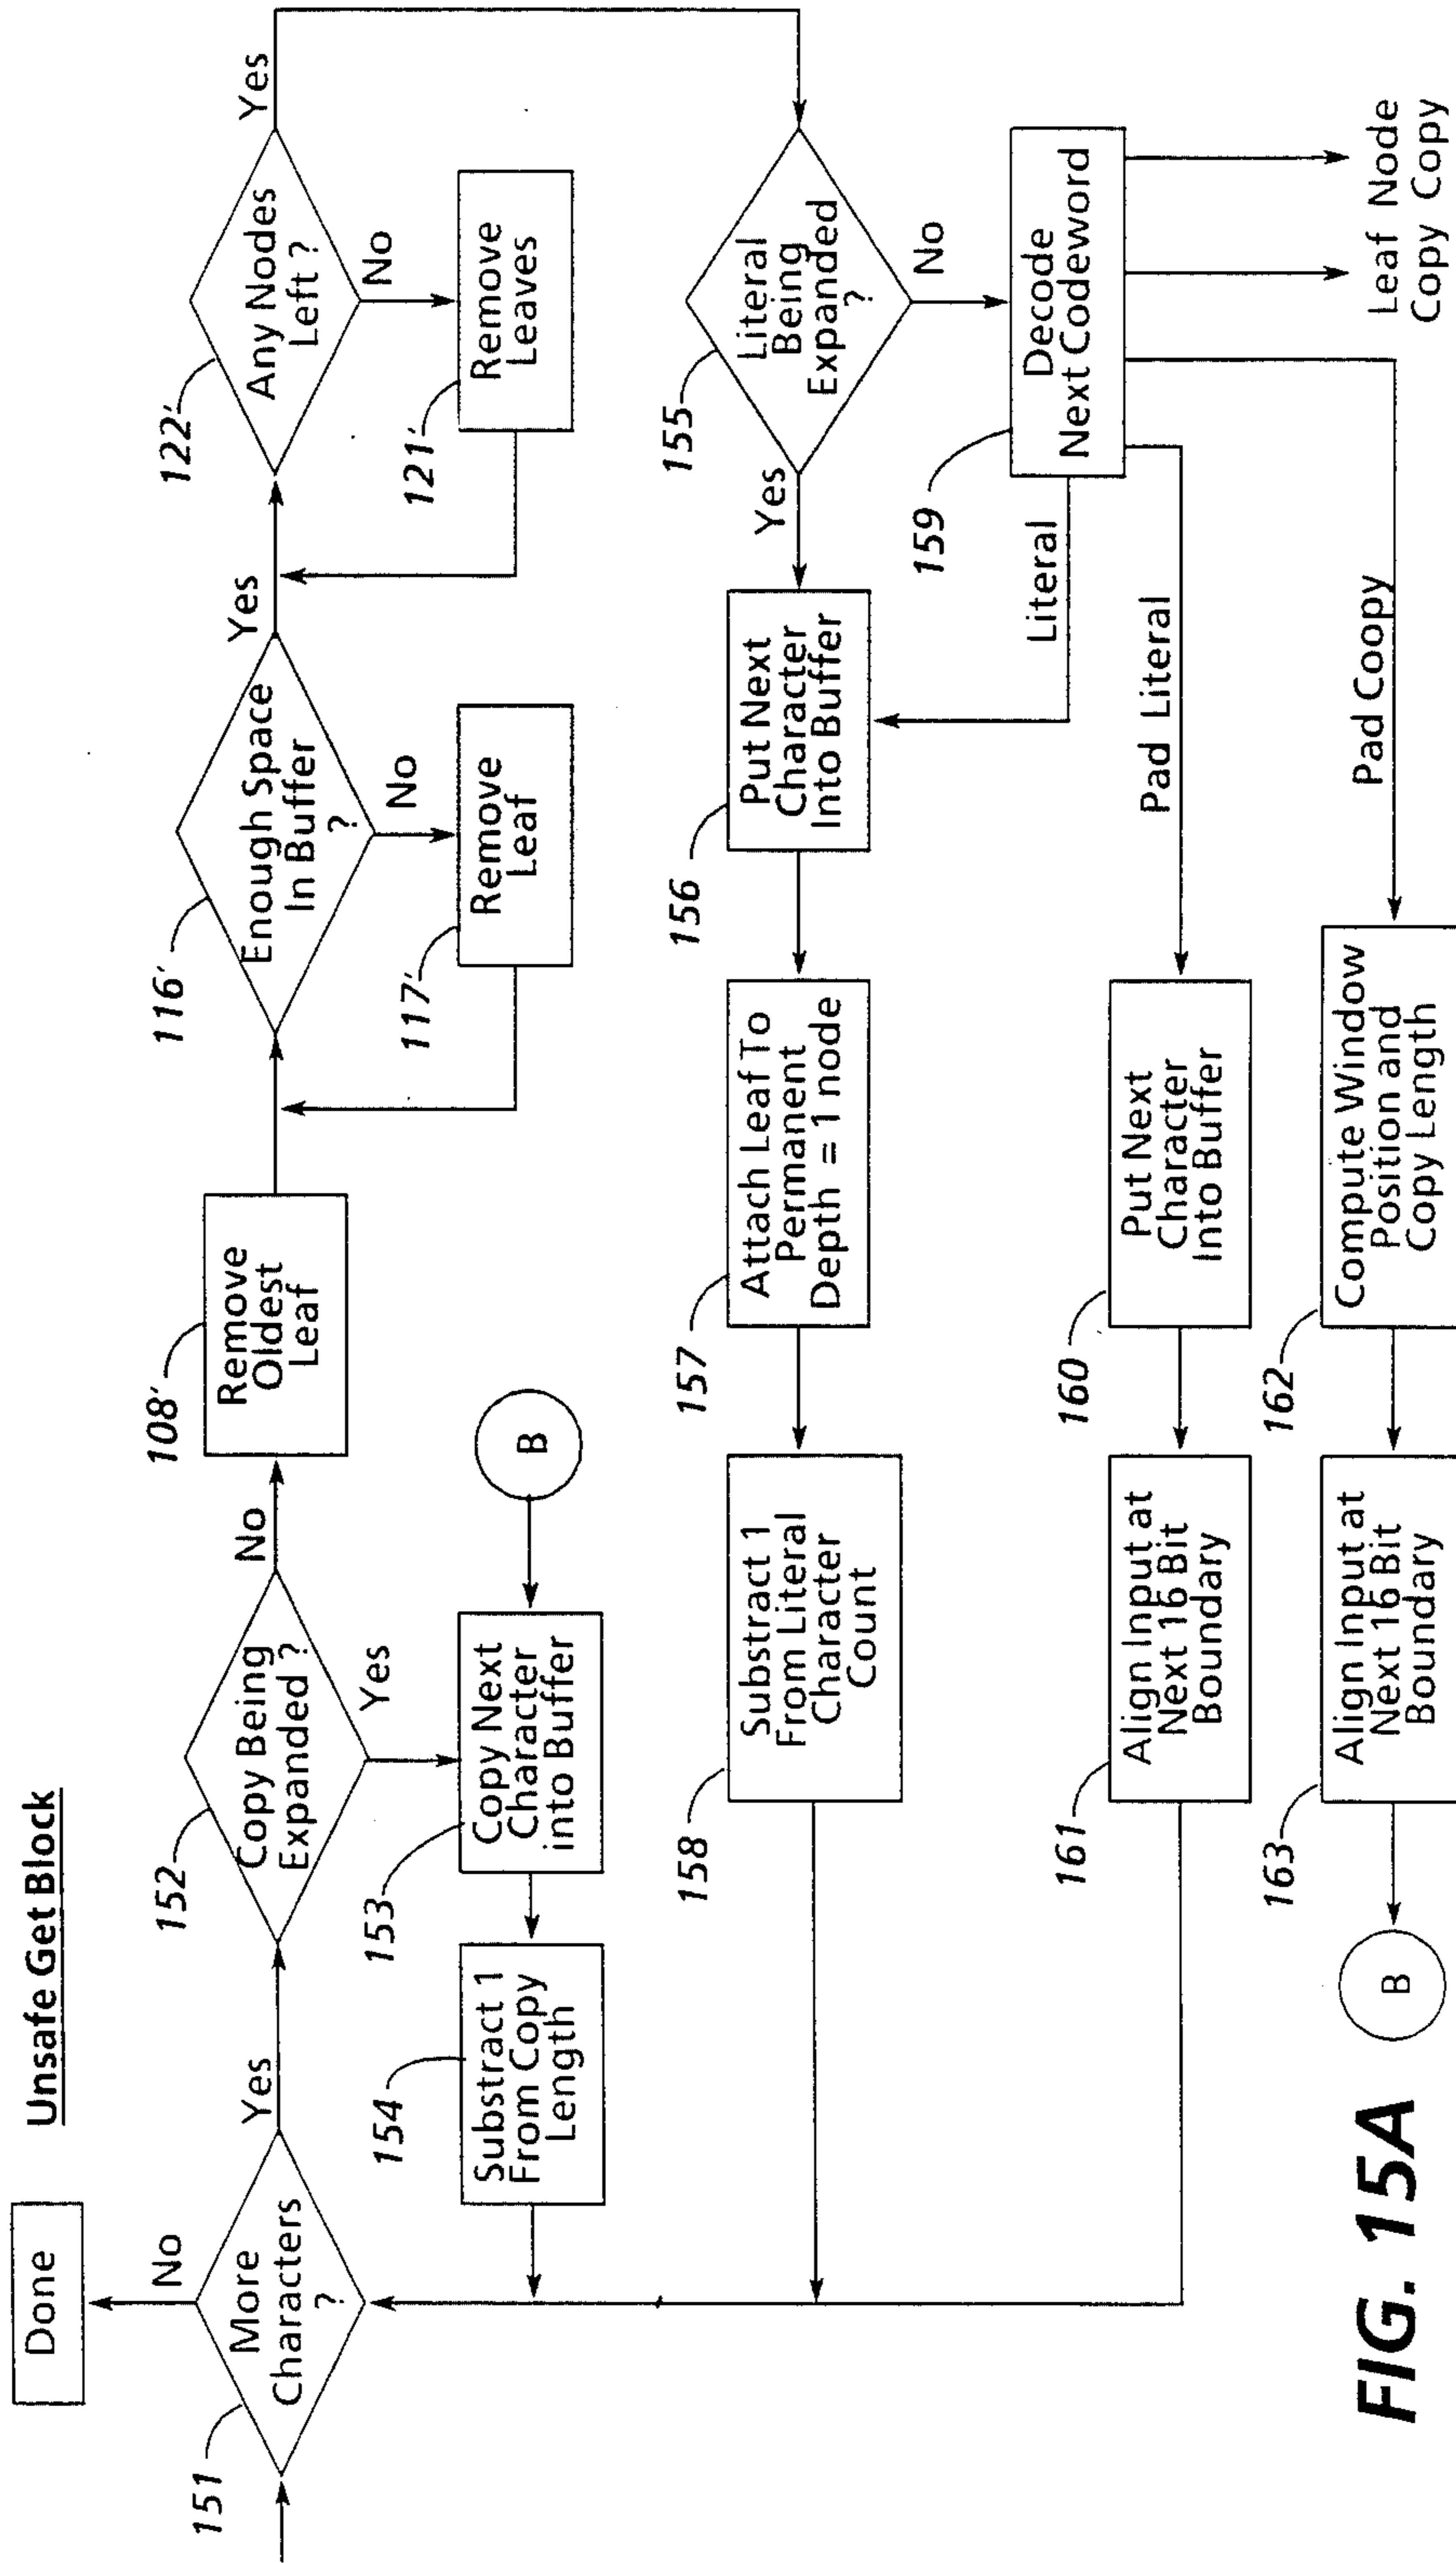 Unsafe Get Block
Done
No
More
Characters
?
151
Yes
Copy Being
Expanded ?
152
No
Yes
Copy Next
Character
into Buffer
153
Substract 1
From Copy
Length
154
B
Remove
Oldest
Leaf
108'
Enough Space
In Buffer
?
116'
Yes
No
Remove
Leaf
117'
Any Nodes
Left ?
122'
Yes
No
Remove
Leaves
121'
Literal
Being
Expanded
?
155
Yes
No
Put Next
Character
Into Buffer
156
Attach Leaf To
Permanent
Depth = 1 node
157
Substract 1
From Literal
Character
Count
158
Decode
Next Codeword
159
Literal
Pad Literal
Pad Coopy
Leaf Node
Copy Copy
Put Next
Character
Into Buffer
160
Align Input at
Next 16 Bit
Boundary
161
Compute Window
Position and
Copy Length
162
Align Input at
Next 16 Bit
Boundary
163
B
FIG. 15A